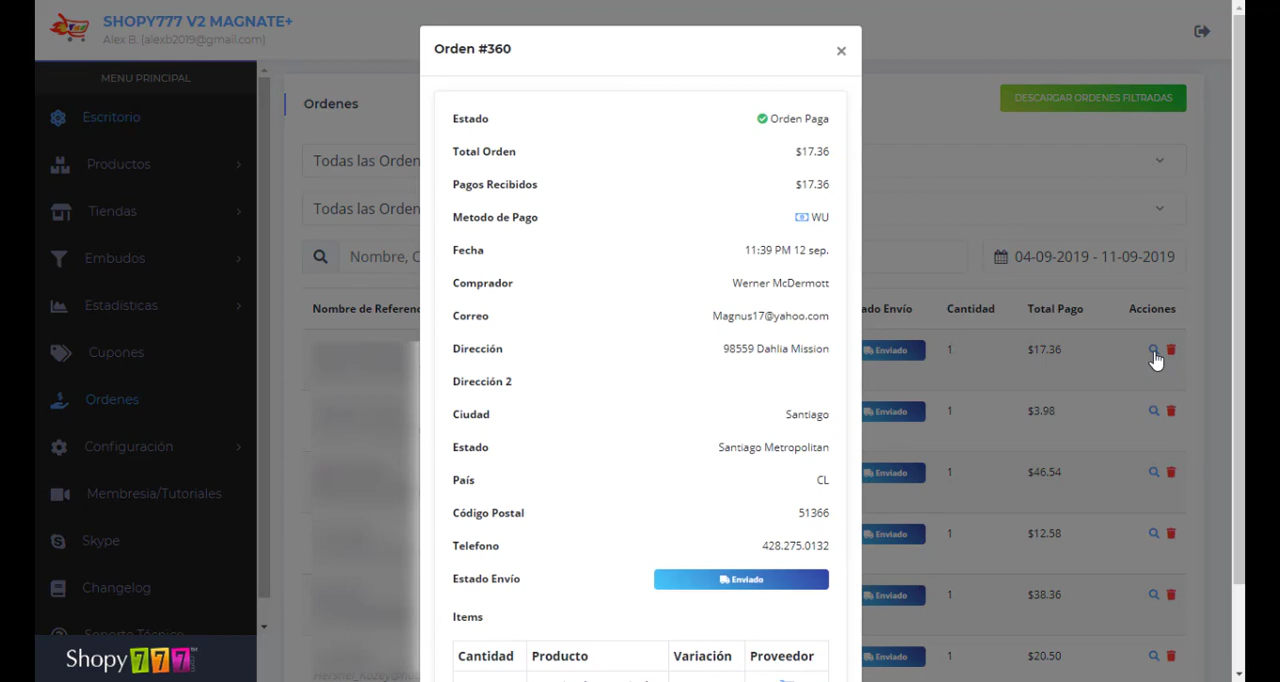 SHOPY777 V2 MAGNATE+
Alex B. (alexb2019@gmail.com)
MENU PRINCIPAL
Escritorio
Productos
Tiendas
Embudos
Estadísticas
Cupones
Ordenes
Configuración
Membresia/Tutoriales
Skype
Changelog
Soporte Técnico
Shopy777
Ordenes
DESCARGAR ORDENES FILTRADAS
Todas las Orden
Todas las Orden
Nombre, C
04-09-2019 - 11-09-2019
Nombre de Referenc ado Envío Cantidad Total Pago Acciones
Enviado 1 $17.36
Enviado 1 $3.98
Enviado 1 $46.54
Enviado 1 $12.58
Enviado 1 $38.36
Enviado 1 $20.50
Orden #360 ×
Estado Orden Paga
Total Orden $17.36
Pagos Recibidos $17.36
Metodo de Pago WU
Fecha 11:39 PM 12 sep.
Comprador Werner McDermott
Correo Magnus17@yahoo.com
Dirección 98559 Dahlia Mission
Dirección 2
Ciudad Santiago
Estado Santiago Metropolitan
País CL
Código Postal 51366
Telefono 428.275.0132
Estado Envío Enviado
Items
Cantidad Producto Variación Proveedor